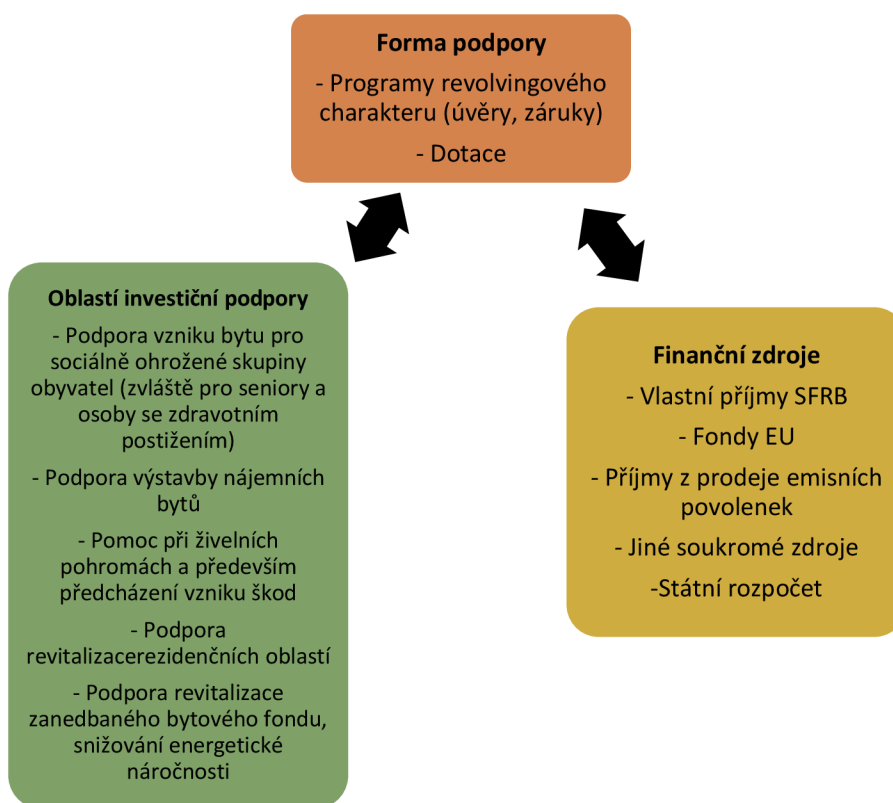 Forma podpory
- Programy revolvingového
charakteru (úvěry, záruky)
- Dotace
Oblastí investiční podpory
- Podpora vzniku bytu pro
sociálně ohrožené skupiny
obyvatel (zvláště pro seniory a
osoby se zdravotním
postižením)
- Podpora výstavby nájemních
bytů
- Pomoc při živelních
pohromách a především
předcházení vzniku škod
- Podpora
revitalizacerezidenčních oblastí
- Podpora revitalizace
zanedbaného bytového fondu,
snižování energetické
náročnosti
Finanční zdroje
- Vlastní příjmy SFRB
- Fondy EU
- Příjmy z prodeje emisních
povolenek
- Jiné soukromé zdroje
-Státní rozpočet